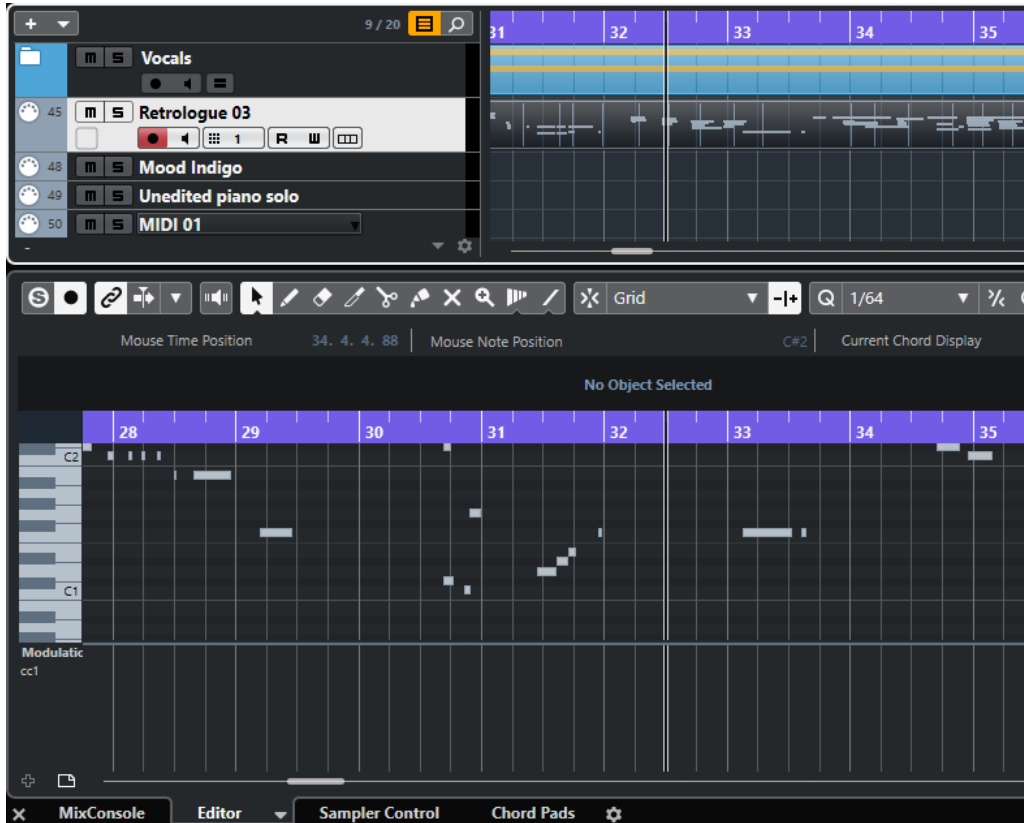 9 / 20
31 32 33 34 35
m S Vocals
45 m S Retrologue 03
1 R W
48 m S Mood Indigo
49 m S Unedited piano solo
50 m S MIDI 01
S Grid Q 1/64
Mouse Time Position 34. 4. 4. 88 Mouse Note Position C#2 Current Chord Display
No Object Selected
28 29 30 31 32 33 34 35
C2
C1
Modulatic
cc1
MixConsole Editor Sampler Control Chord Pads